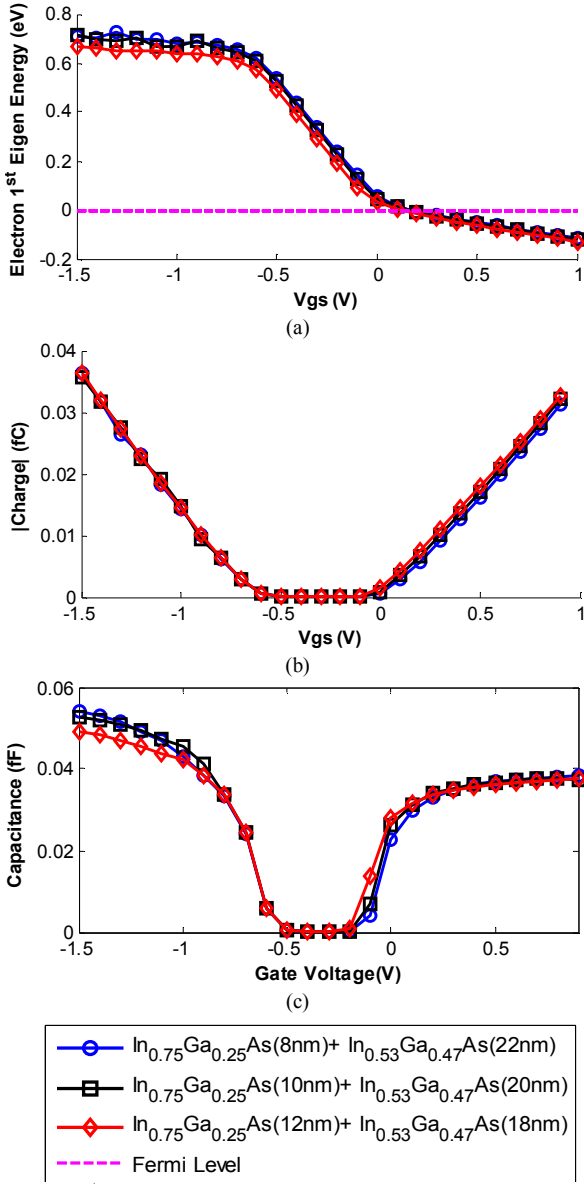 Electron 1st Eigen Energy (eV)
0.8
0.6
0.4
0.2
0
-0.2
-1.5 -1 -0.5 0 0.5 1
Vgs (V)
(a)
|Charge| (fC)
0.04
0.03
0.02
0.01
0
-1.5 -1 -0.5 0 0.5 1
Vgs (V)
(b)
Capacitance (fF)
0.06
0.04
0.02
0
-1.5 -1 -0.5 0 0.5
Gate Voltage(V)
(c)
In0.75Ga0.25As(8nm)+ In0.53Ga0.47As(22nm)
In0.75Ga0.25As(10nm)+ In0.53Ga0.47As(20nm)
In0.75Ga0.25As(12nm)+ In0.53Ga0.47As(18nm)
Fermi Level